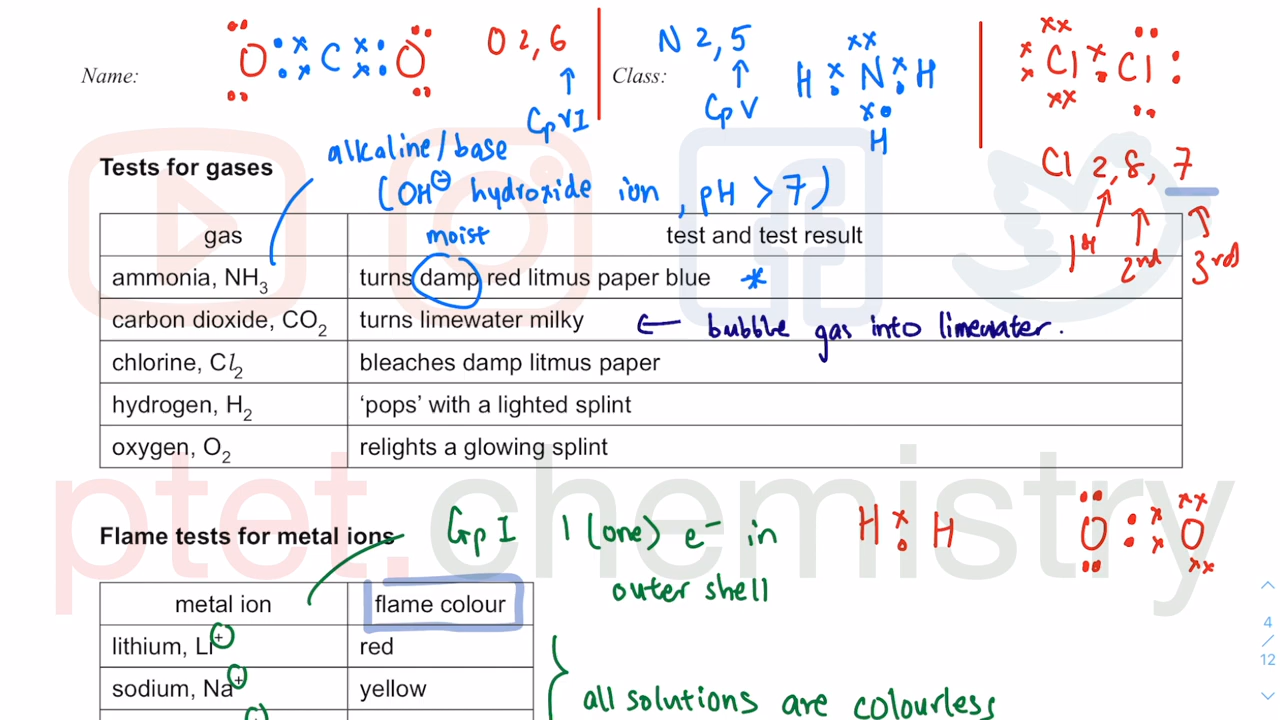 O C O
O 2, 6
Gp VI
N 2, 5
Gp V
H N H
H
Cl Cl
Name:
Class:
Cl 2, 8, 7
1st 2nd 3rd
alkaline/base
(OH⊖ hydroxide ion, pH > 7)
Tests for gases
moist
gas test and test result
ammonia, NH3 turns damp red litmus paper blue *
carbon dioxide, CO2 turns limewater milky ← bubble gas into limewater.
chlorine, Cl2 bleaches damp litmus paper
hydrogen, H2 ‘pops’ with a lighted splint
oxygen, O2 relights a glowing splint
ptet.chemistry
H H
O O
Flame tests for metal ions
Gp I 1 (one) e⁻ in
outer shell
metal ion flame colour
lithium, Li+ red
sodium, Na+ yellow
all solutions are colourless
4
/
12